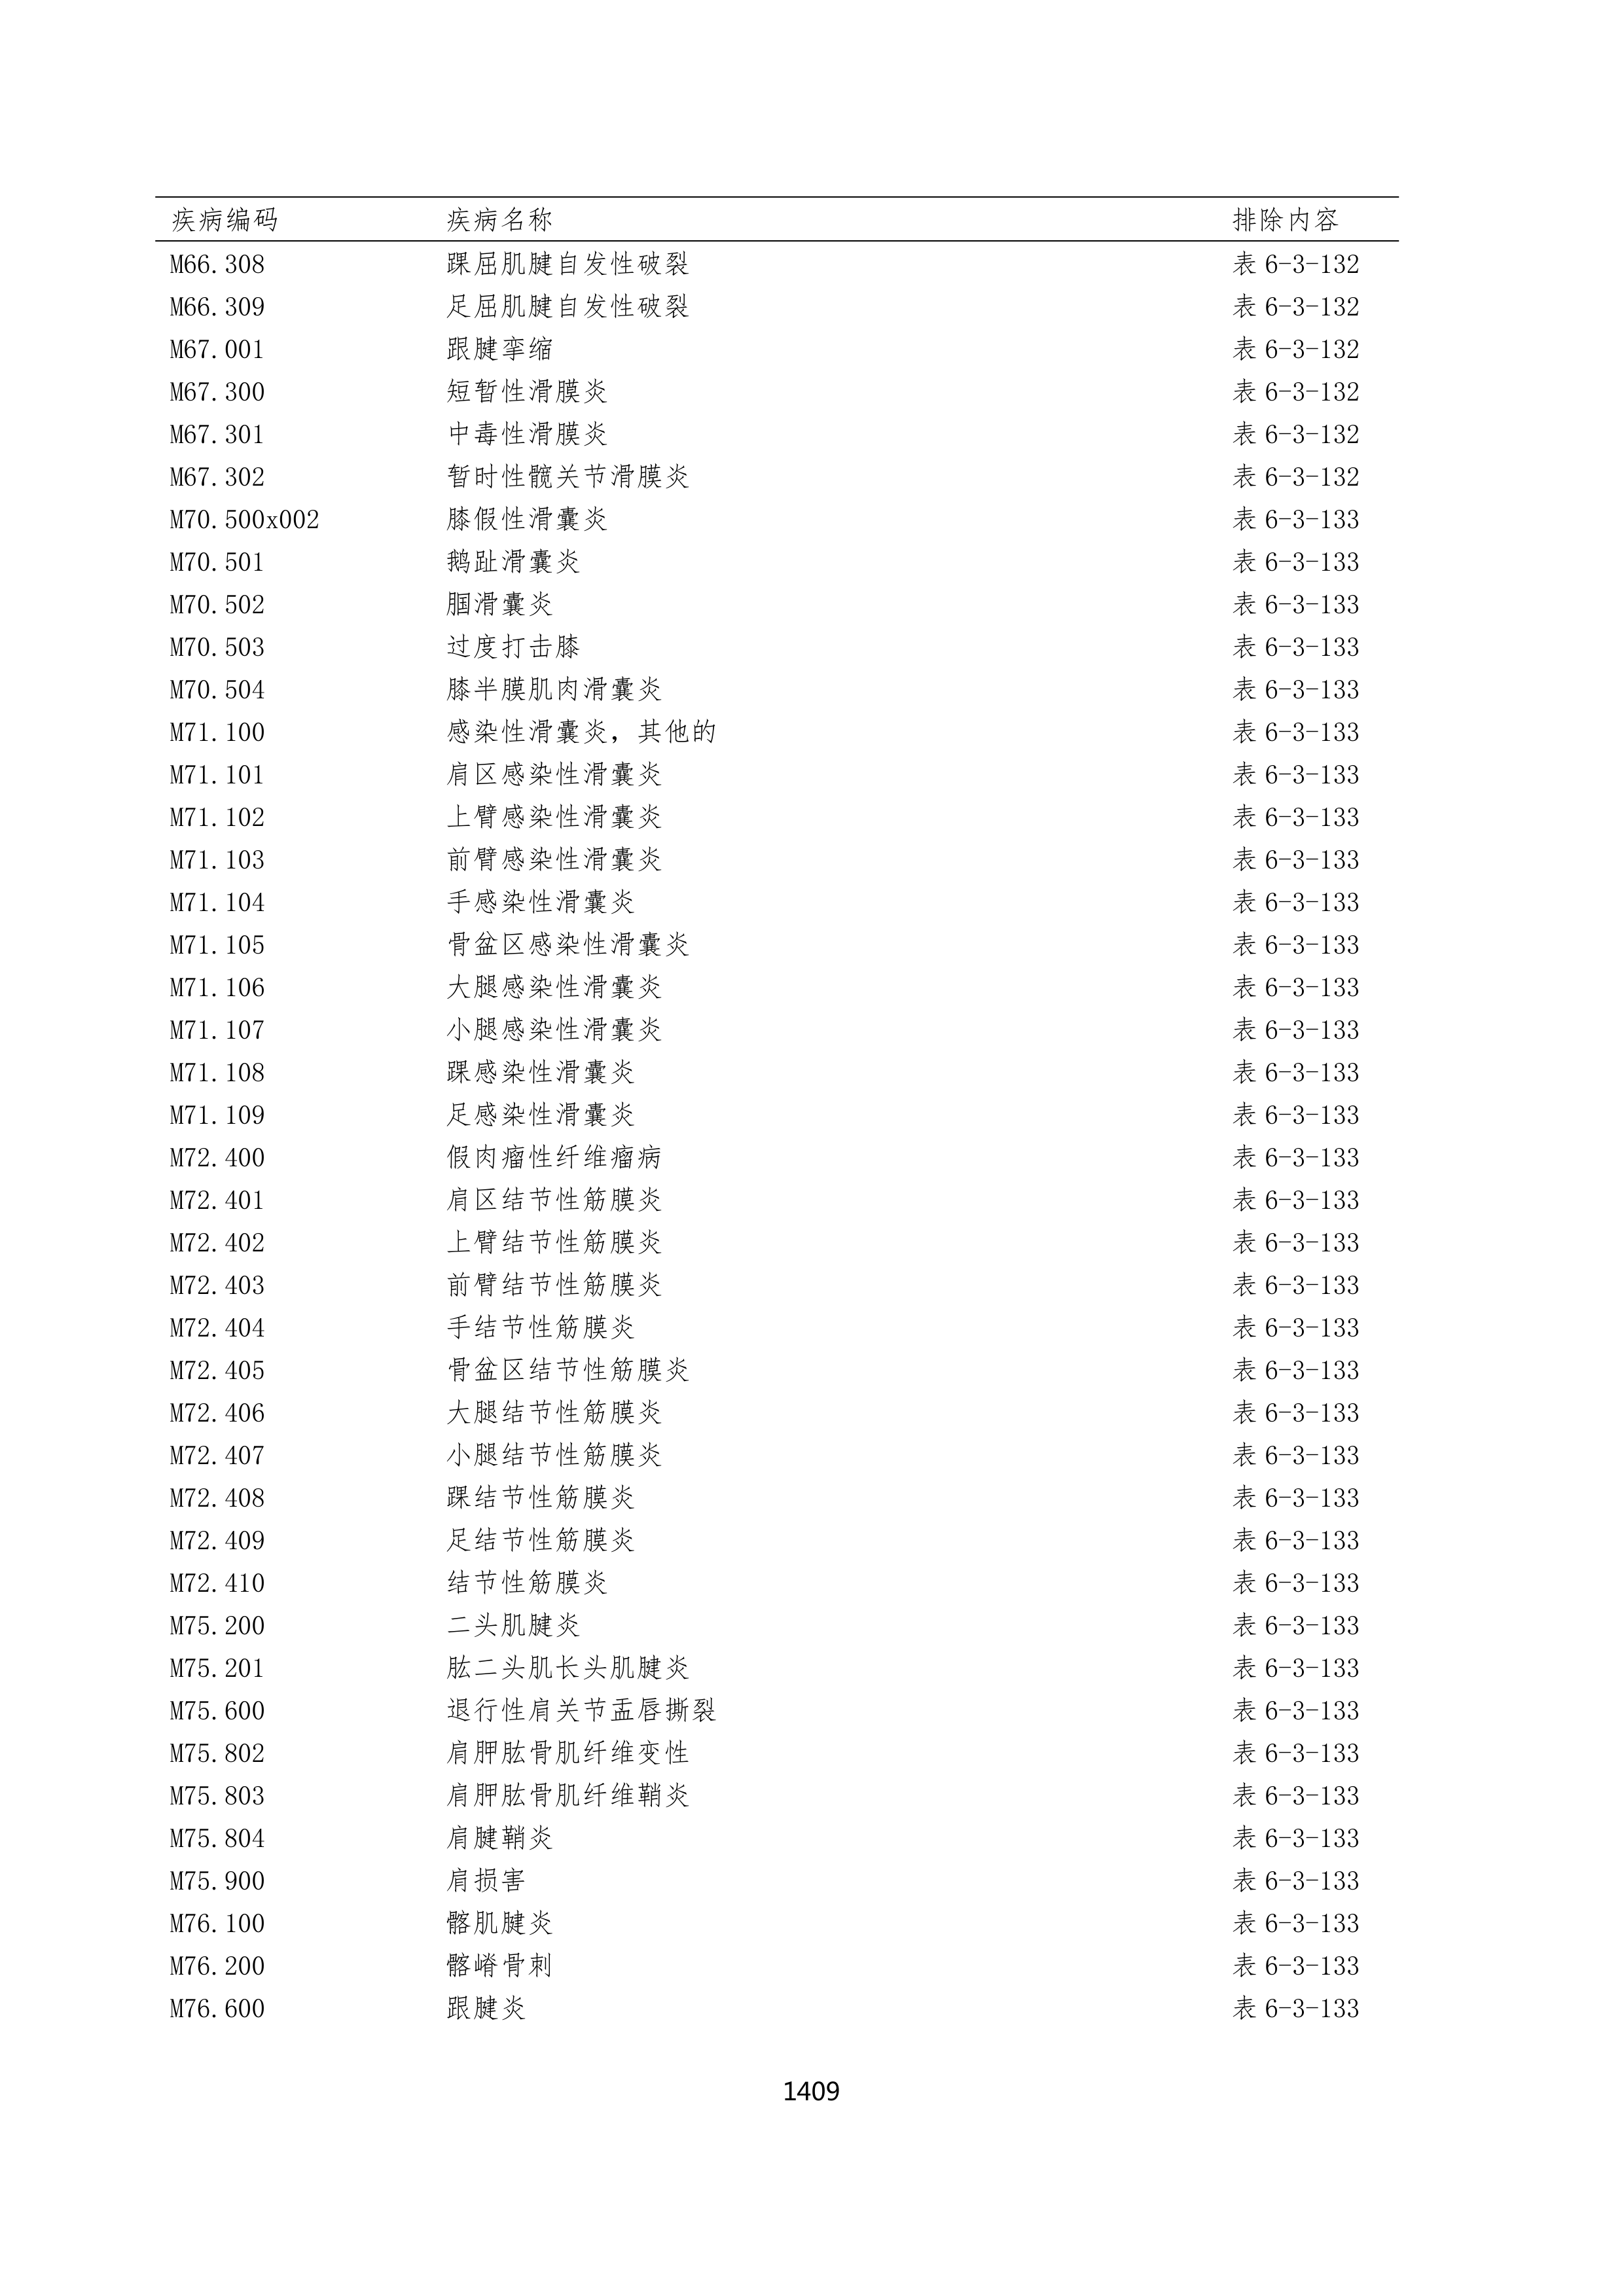 疾病编码 疾病名称 排除内容
M66.308 踝屈肌腱自发性破裂 表 6-3-132
M66.309 足屈肌腱自发性破裂 表 6-3-132
M67.001 跟腱挛缩 表 6-3-132
M67.300 短暂性滑膜炎 表 6-3-132
M67.301 中毒性滑膜炎 表 6-3-132
M67.302 暂时性髋关节滑膜炎 表 6-3-132
M70.500x002 膝假性滑囊炎 表 6-3-133
M70.501 鹅趾滑囊炎 表 6-3-133
M70.502 腘滑囊炎 表 6-3-133
M70.503 过度打击膝 表 6-3-133
M70.504 膝半膜肌肉滑囊炎 表 6-3-133
M71.100 感染性滑囊炎，其他的 表 6-3-133
M71.101 肩区感染性滑囊炎 表 6-3-133
M71.102 上臂感染性滑囊炎 表 6-3-133
M71.103 前臂感染性滑囊炎 表 6-3-133
M71.104 手感染性滑囊炎 表 6-3-133
M71.105 骨盆区感染性滑囊炎 表 6-3-133
M71.106 大腿感染性滑囊炎 表 6-3-133
M71.107 小腿感染性滑囊炎 表 6-3-133
M71.108 踝感染性滑囊炎 表 6-3-133
M71.109 足感染性滑囊炎 表 6-3-133
M72.400 假肉瘤性纤维瘤病 表 6-3-133
M72.401 肩区结节性筋膜炎 表 6-3-133
M72.402 上臂结节性筋膜炎 表 6-3-133
M72.403 前臂结节性筋膜炎 表 6-3-133
M72.404 手结节性筋膜炎 表 6-3-133
M72.405 骨盆区结节性筋膜炎 表 6-3-133
M72.406 大腿结节性筋膜炎 表 6-3-133
M72.407 小腿结节性筋膜炎 表 6-3-133
M72.408 踝结节性筋膜炎 表 6-3-133
M72.409 足结节性筋膜炎 表 6-3-133
M72.410 结节性筋膜炎 表 6-3-133
M75.200 二头肌腱炎 表 6-3-133
M75.201 肱二头肌长头肌腱炎 表 6-3-133
M75.600 退行性肩关节盂唇撕裂 表 6-3-133
M75.802 肩胛肱骨肌纤维变性 表 6-3-133
M75.803 肩胛肱骨肌纤维鞘炎 表 6-3-133
M75.804 肩腱鞘炎 表 6-3-133
M75.900 肩损害 表 6-3-133
M76.100 髂肌腱炎 表 6-3-133
M76.200 髂嵴骨刺 表 6-3-133
M76.600 跟腱炎 表 6-3-133
1409